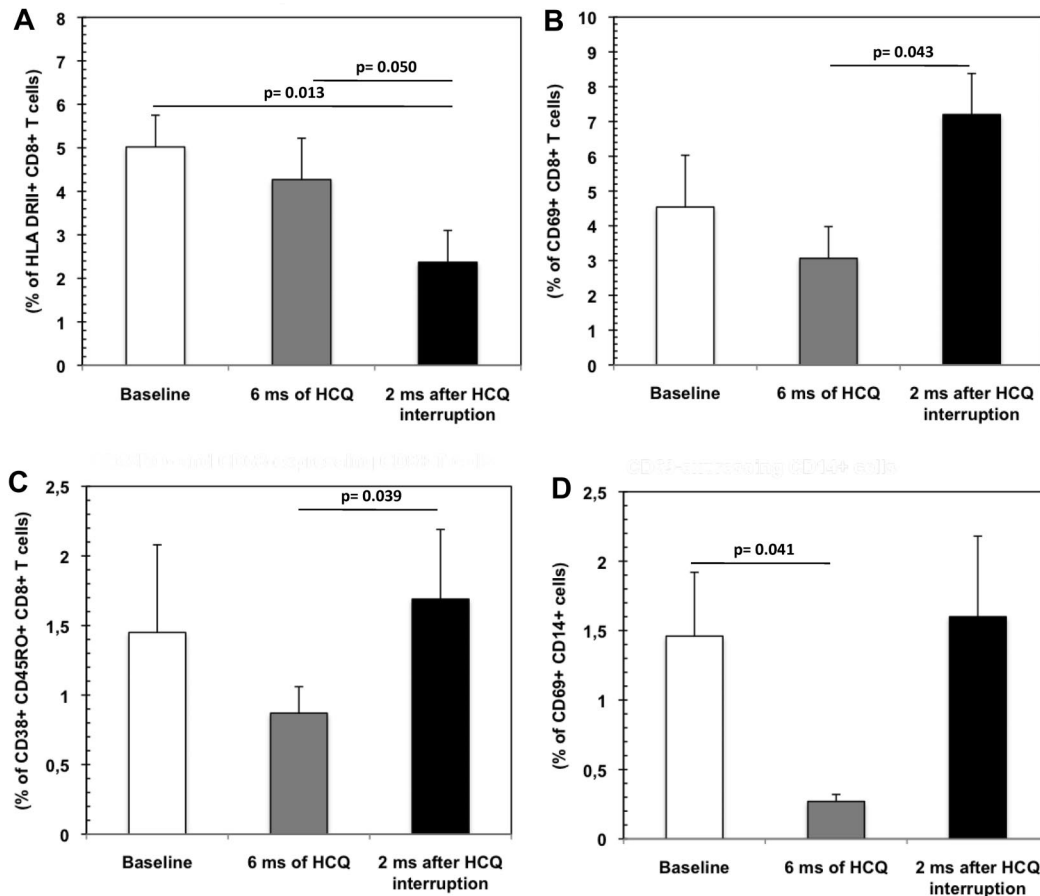 A
8
7
6
5
4
3
2
1
0
(% of HLA DRII+ CD8+ T cells)
p= 0.050
p= 0.013
Baseline
6 ms of HCQ
2 ms after HCQ
interruption
B
10
9
8
7
6
5
4
3
2
1
0
(% of CD69+ CD8+ T cells)
p= 0.043
Baseline
6 ms of HCQ
2 ms after HCQ
interruption
C
2,5
2
1,5
1
0,5
0
(% of CD38+ CD45RO+ CD8+ T cells)
p= 0.039
Baseline
6 ms of HCQ
2 ms after HCQ
interruption
D
2,5
2
1,5
1
0,5
0
(% of CD69+ CD14+ cells)
p= 0.041
Baseline
6 ms of HCQ
2 ms after HCQ
interruption